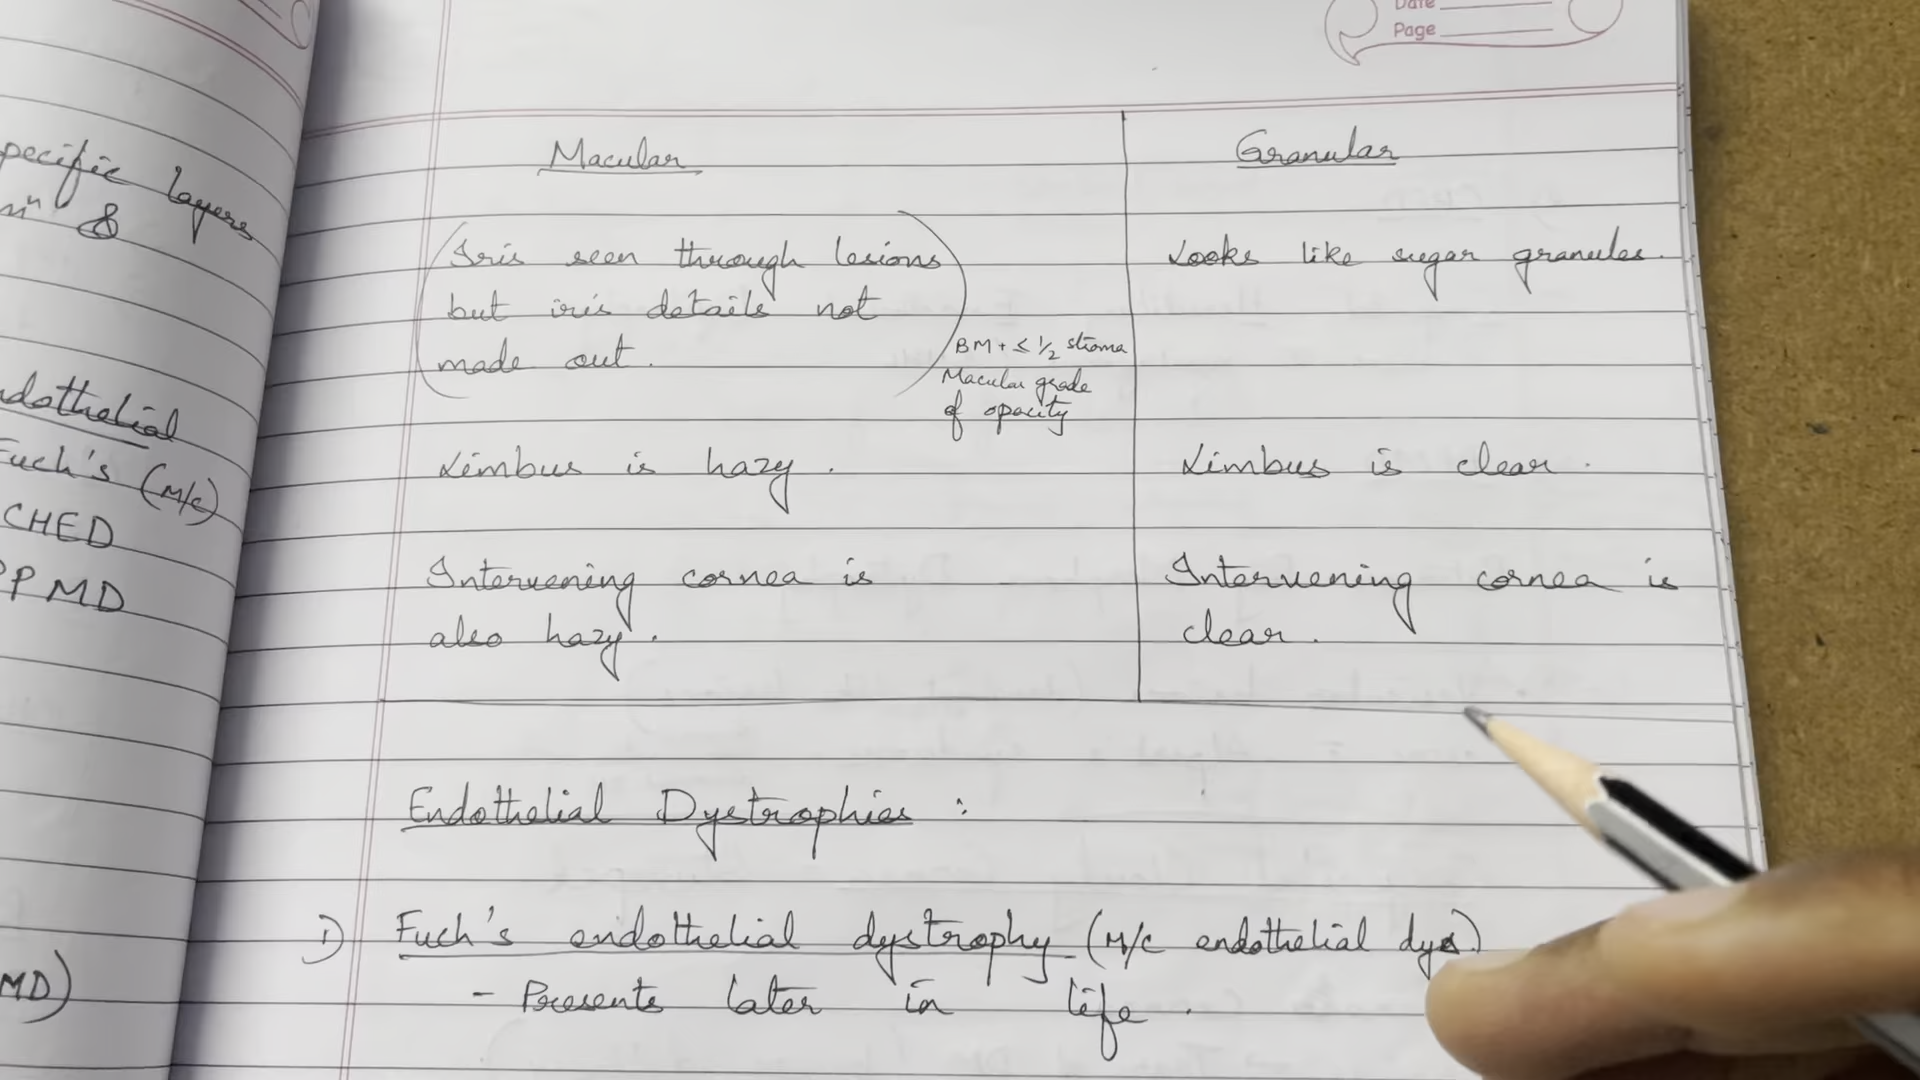 Date
Page
pecific layers
mⁿ &
dothelial
Fuch's (M/C)
CHED
PPMD
MD)
Macular
Iris seen through lesions
but iris details not
made out.
BM + ≤ 1/2 stroma
Macular grade
of opacity
Limbus is hazy.
Intervening cornea is
also hazy.
Granular
Looks like sugar granules.
Limbus is clear.
Intervening cornea is
clear.
Endothelial Dystrophies :
1) Fuch's endothelial dystrophy (M/C endothelial dys)
- Presents later in life.